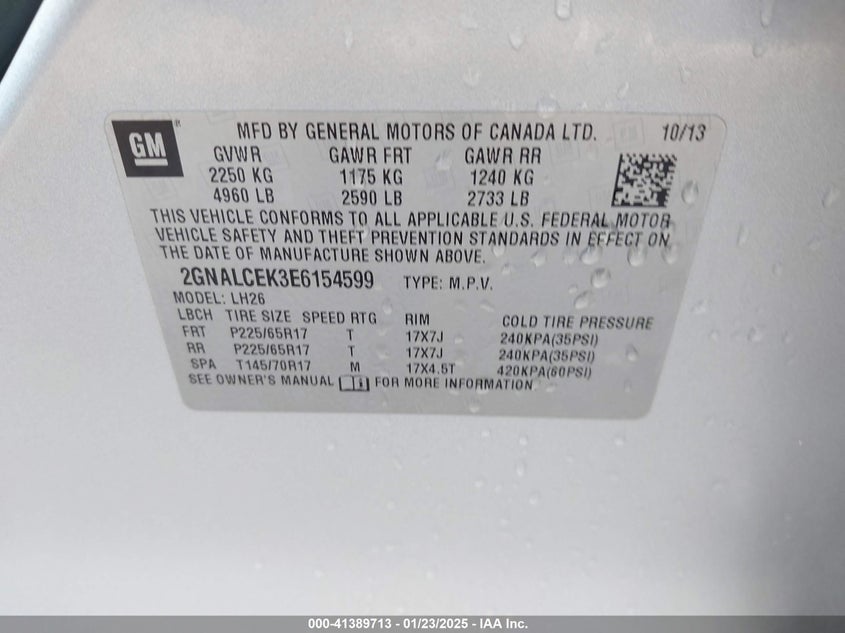 GM
MFD BY GENERAL MOTORS OF CANADA LTD. 10/13
GVWR GAWR FRT GAWR RR
2250 KG 1175 KG 1240 KG
4960 LB 2590 LB 2733 LB
THIS VEHICLE CONFORMS TO ALL APPLICABLE U.S. FEDERAL MOTOR
VEHICLE SAFETY AND THEFT PREVENTION STANDARDS IN EFFECT ON
THE DATE OF MANUFACTURE SHOWN ABOVE.
2GNALCEK3E6154599 TYPE: M.P.V.
MODEL: LH26
LBCH TIRE SIZE SPEED RTG RIM COLD TIRE PRESSURE
FRT P225/65R17 T 17X7J 240KPA(35PSI)
RR P225/65R17 T 17X7J 240KPA(35PSI)
SPA T145/70R17 M 17X4.5T 420KPA(60PSI)
SEE OWNER'S MANUAL FOR MORE INFORMATION
000-41389713 - 01/23/2025 - IAA Inc.